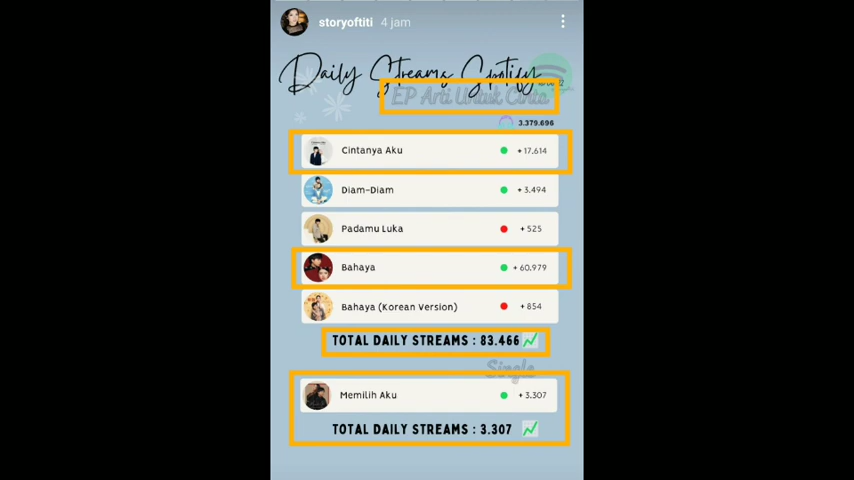 storyoftiti 4 jam
Daily Streams Spotify
EP Arti Untuk Cinta
3.379.696
Cintanya Aku + 17.614
Diam-Diam + 3.494
Padamu Luka + 525
Bahaya + 60.979
Bahaya (Korean Version) + 854
TOTAL DAILY STREAMS : 83.466
Single
Memilih Aku + 3.307
TOTAL DAILY STREAMS : 3.307